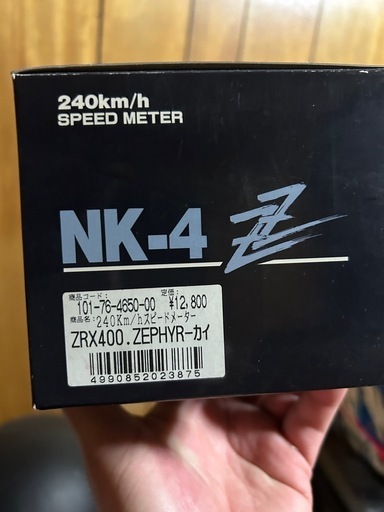 240km/h
SPEED METER
NK-4 Z
商品コード: 定価:
101-76-4650-00 ¥12,800
商品名:240Km/hスピードメーター
ZRX400.ZEPHYR-カイ
4990852023875